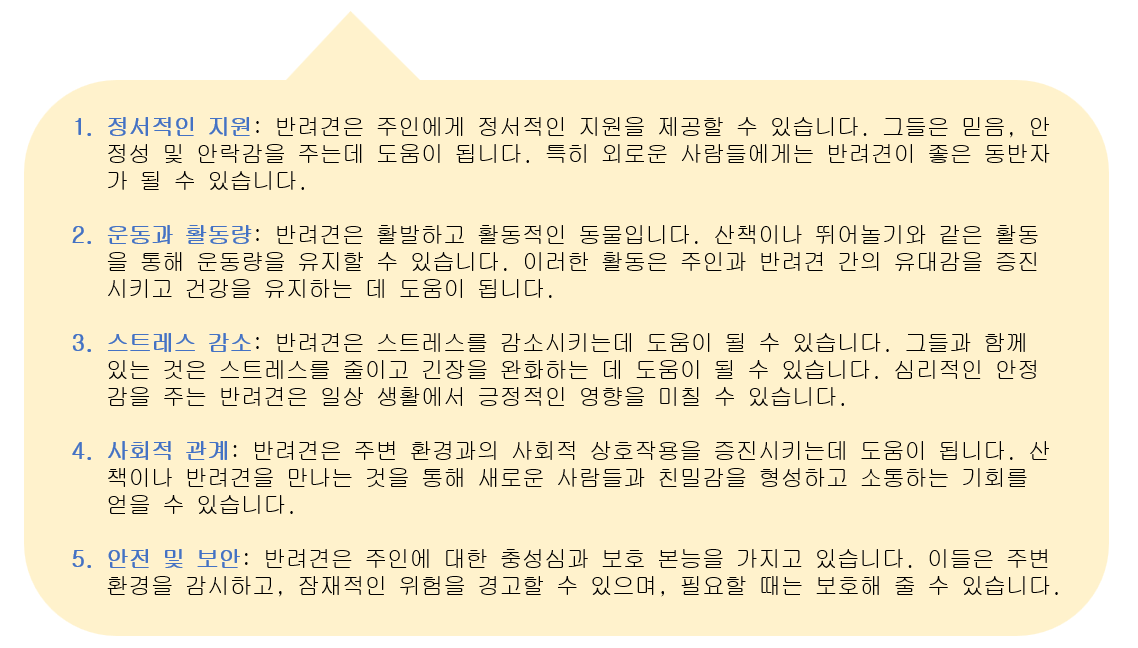 1. 정서적인 지원: 반려견은 주인에게 정서적인 지원을 제공할 수 있습니다. 그들은 믿음, 안
정성 및 안락감을 주는데 도움이 됩니다. 특히 외로운 사람들에게는 반려견이 좋은 동반자
가 될 수 있습니다.
2. 운동과 활동량: 반려견은 활발하고 활동적인 동물입니다. 산책이나 뛰어놀기와 같은 활동
을 통해 운동량을 유지할 수 있습니다. 이러한 활동은 주인과 반려견 간의 유대감을 증진
시키고 건강을 유지하는 데 도움이 됩니다.
3. 스트레스 감소: 반려견은 스트레스를 감소시키는데 도움이 될 수 있습니다. 그들과 함께
있는 것은 스트레스를 줄이고 긴장을 완화하는 데 도움이 될 수 있습니다. 심리적인 안정
감을 주는 반려견은 일상 생활에서 긍정적인 영향을 미칠 수 있습니다.
4. 사회적 관계: 반려견은 주변 환경과의 사회적 상호작용을 증진시키는데 도움이 됩니다. 산
책이나 반려견을 만나는 것을 통해 새로운 사람들과 친밀감을 형성하고 소통하는 기회를
얻을 수 있습니다.
5. 안전 및 보안: 반려견은 주인에 대한 충성심과 보호 본능을 가지고 있습니다. 이들은 주변
환경을 감시하고, 잠재적인 위험을 경고할 수 있으며, 필요할 때는 보호해 줄 수 있습니다.